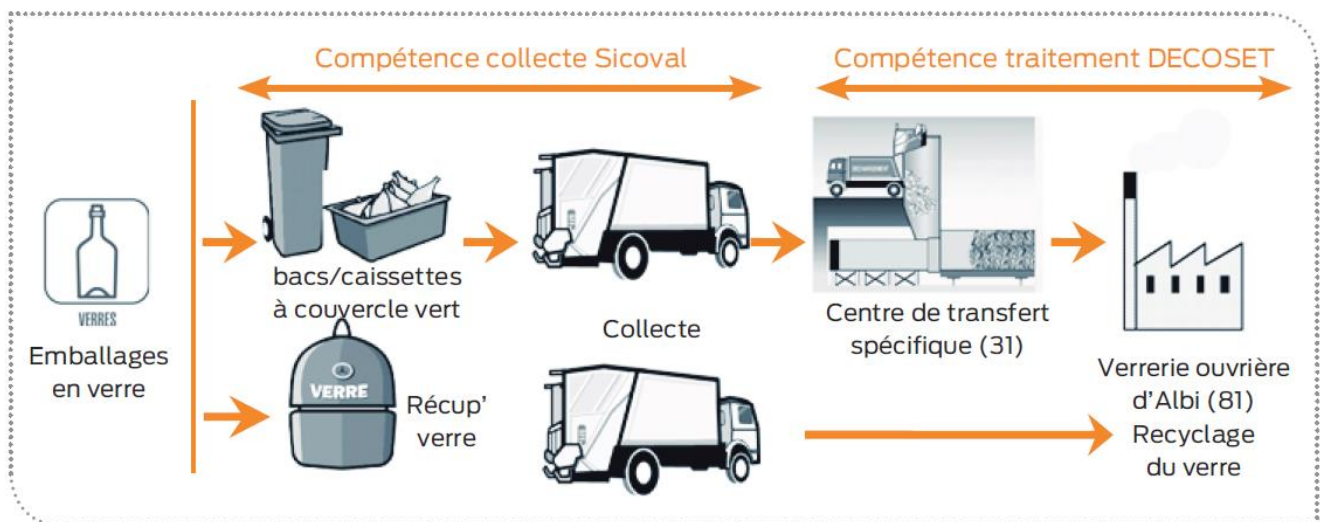 Compétence collecte Sicoval
Compétence traitement DECOSET
VERRES
Emballages
en verre
bacs/caissettes
à couvercle vert
VERRE
Récup’
verre
Collecte
Centre de transfert
spécifique (31)
Verrerie ouvrière
d’Albi (81)
Recyclage
du verre